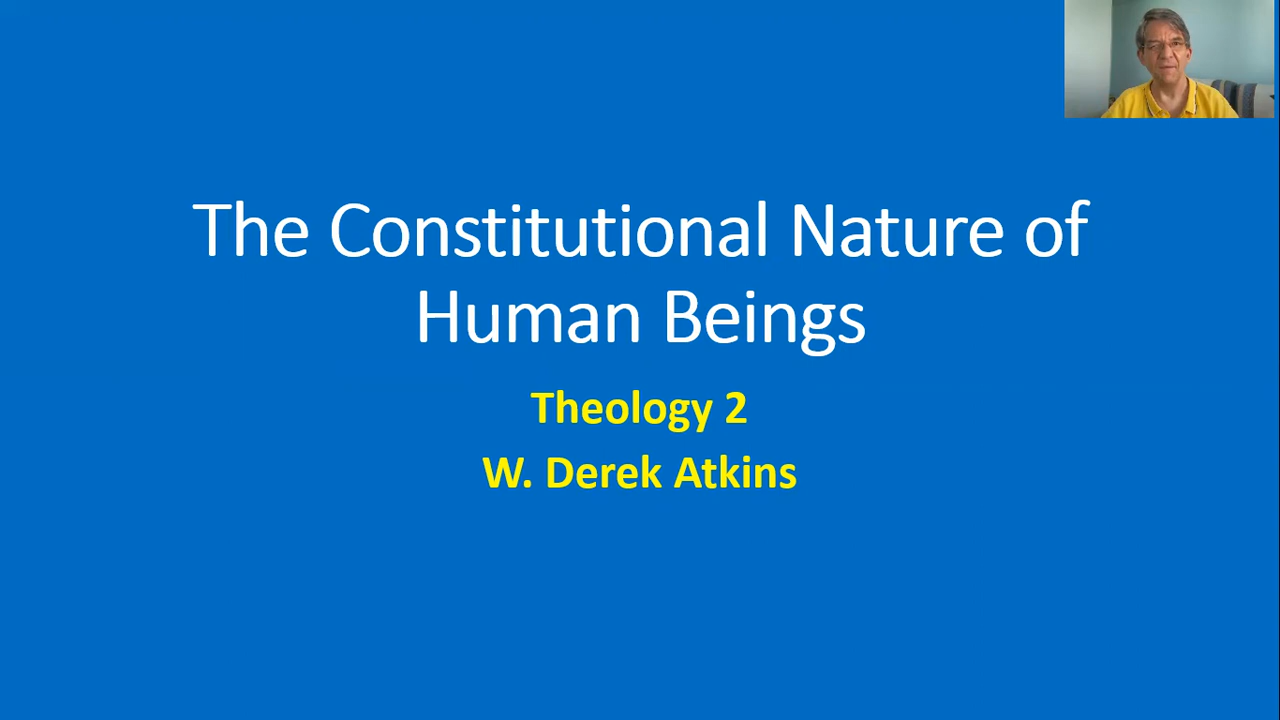 The Constitutional Nature of
Human Beings
Theology 2
W. Derek Atkins